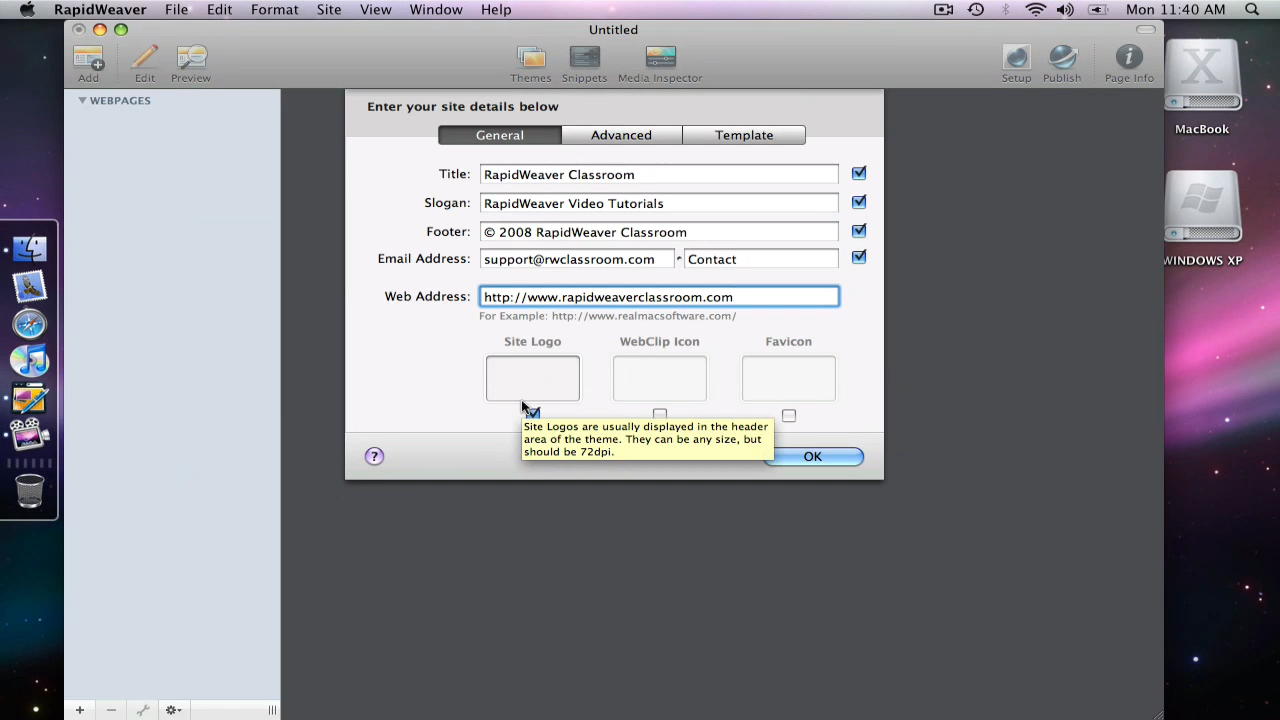 RapidWeaver File Edit Format Site View Window Help Mon 11:40 AM
Untitled
Add Edit Preview Themes Snippets Media Inspector Setup Publish Page Info
WEBPAGES
Enter your site details below
General Advanced Template
Title: RapidWeaver Classroom
Slogan: RapidWeaver Video Tutorials
Footer: © 2008 RapidWeaver Classroom
Email Address: support@rwclassroom.com - Contact
Web Address: http://www.rapidweaverclassroom.com
For Example: http://www.realmacsoftware.com/
Site Logo WebClip Icon Favicon
Site Logos are usually displayed in the header
area of the theme. They can be any size, but
should be 72dpi.
? OK
MacBook
WINDOWS XP